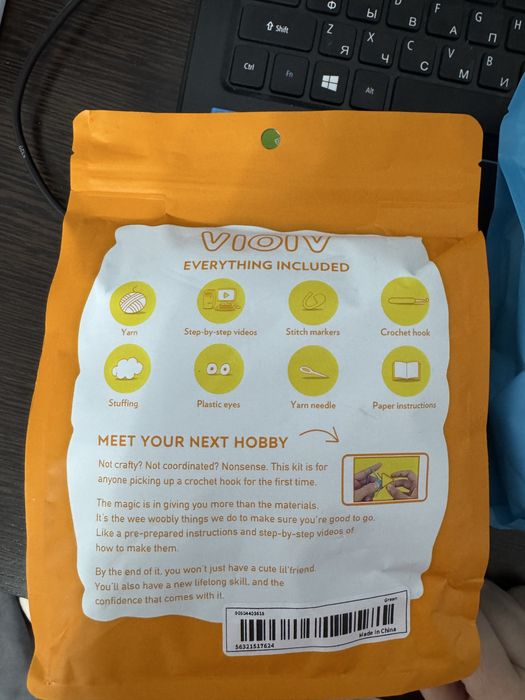 Ф
Ы
В
D
F
А
G
П
H
Shift
Z
Я
X
Ч
C
С
V
М
B
И
Ctrl
Fn
Alt
VIOIV
EVERYTHING INCLUDED
Yarn
Step-by-step videos
Stitch markers
Crochet hook
Stuffing
Plastic eyes
Yarn needle
Paper instructions
MEET YOUR NEXT HOBBY
Not crafty? Not coordinated? Nonsense. This kit is for
anyone picking up a crochet hook for the first time.
The magic is in giving you more than the materials.
It's the wee woobly things we do to make sure you're good to go.
Like a pre-prepared instructions and step-by-step videos of
how to make them.
By the end of it, you won't just have a cute lil'friend.
You'll also have a new lifelong skill, and the
confidence that comes with it.
Green
56321517624
Made in China